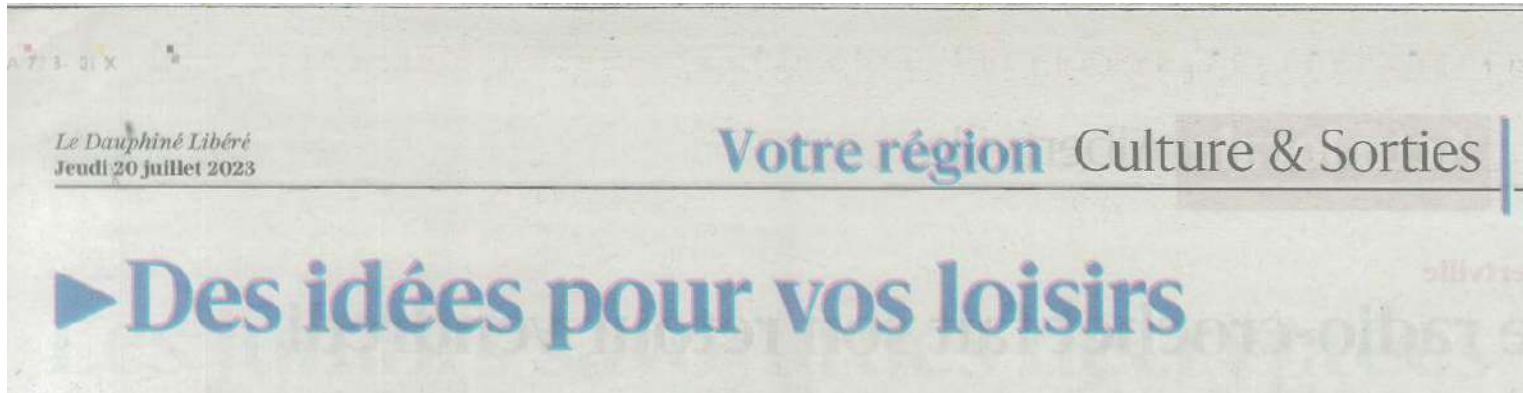 Le Dauphiné Libéré
Jeudi 20 juillet 2023
Votre région Culture & Sorties
►Des idées pour vos loisirs